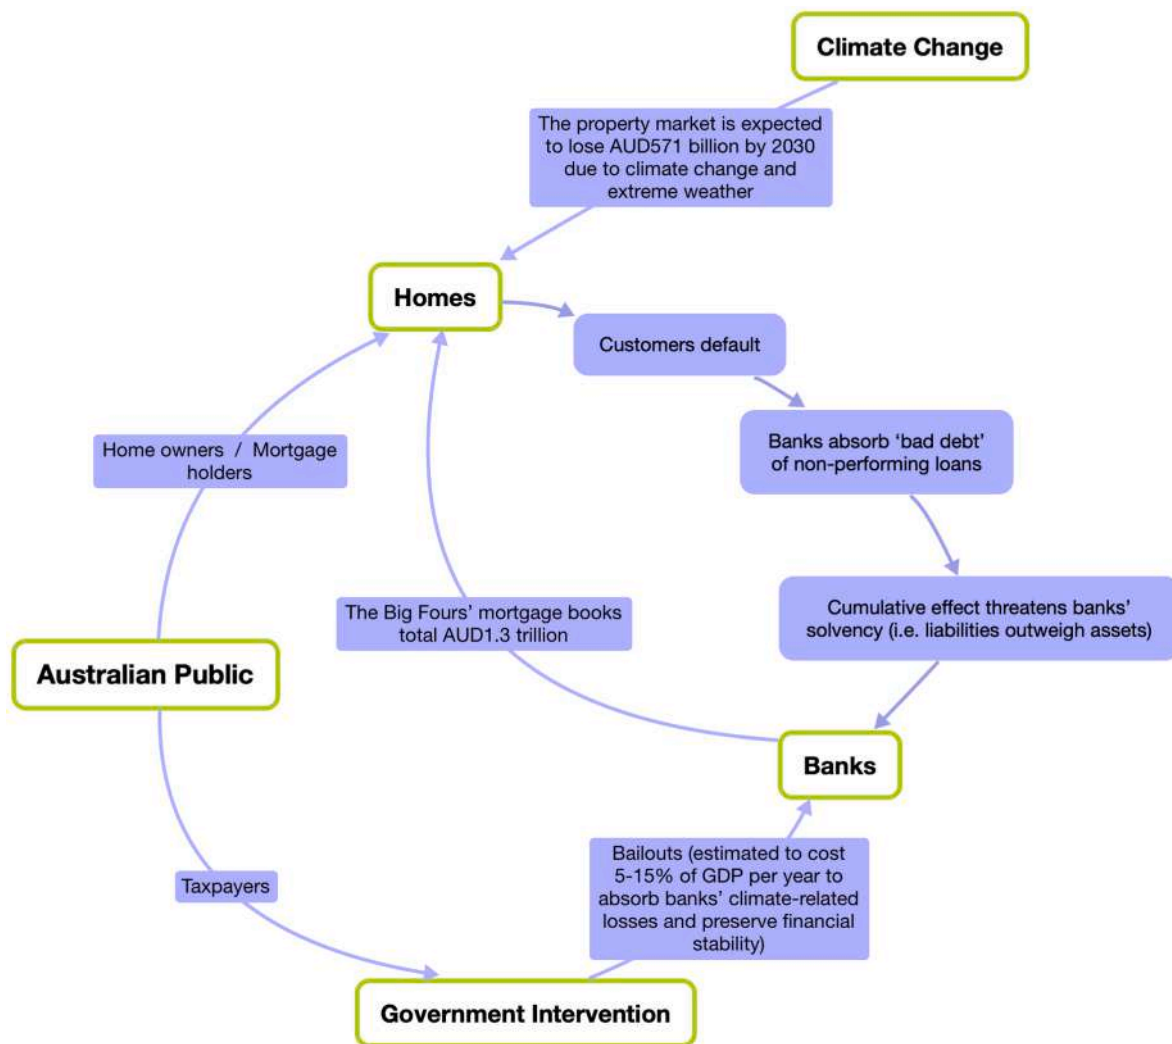 Climate Change
The property market is expected
to lose AUD571 billion by 2030
due to climate change and
extreme weather
Homes
Customers default
Banks absorb ‘bad debt’
of non-performing loans
Home owners / Mortgage
holders
Cumulative effect threatens banks’
solvency (i.e. liabilities outweigh assets)
The Big Fours’ mortgage books
total AUD1.3 trillion
Australian Public
Banks
Bailouts (estimated to cost
5-15% of GDP per year to
absorb banks’ climate-related
losses and preserve financial
stability)
Taxpayers
Government Intervention